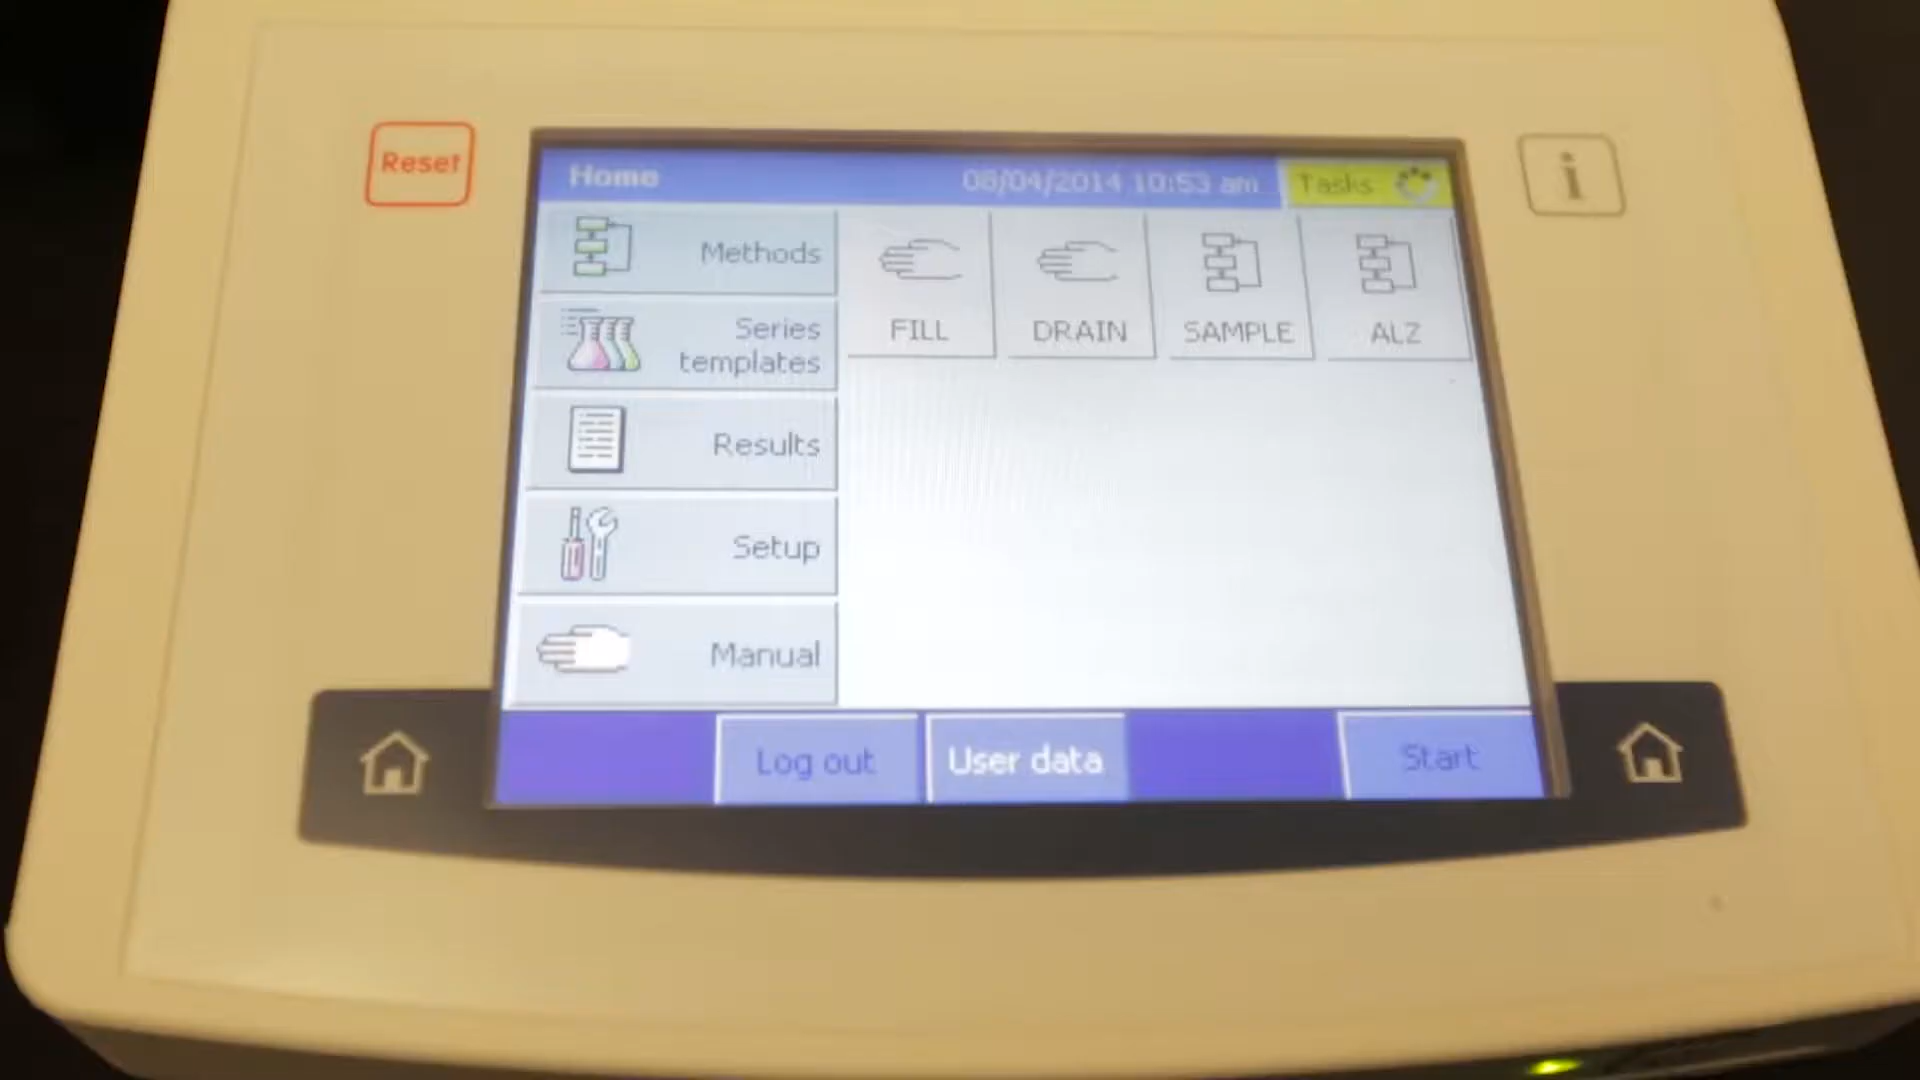 Reset
Home
08/04/2014 10:53 am
Tasks
i
Methods
FILL
DRAIN
SAMPLE
ALZ
Series
templates
Results
Setup
Manual
Log out
User data
Start